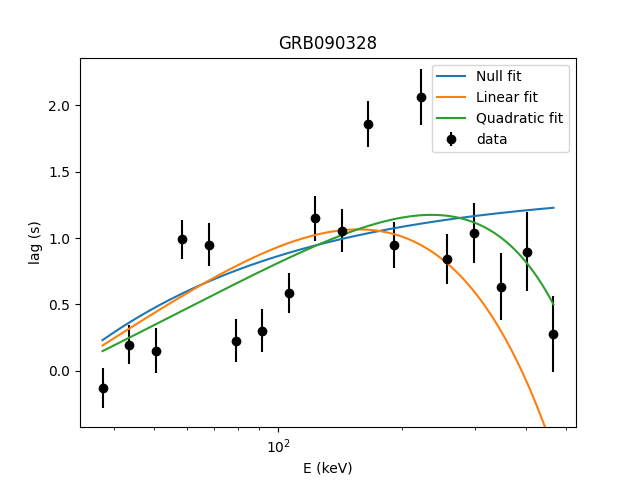 GRB090328
Null fit
Linear fit
Quadratic fit
data
2.0
1.5
1.0
0.5
0.0
lag (s)
10²
E (keV)